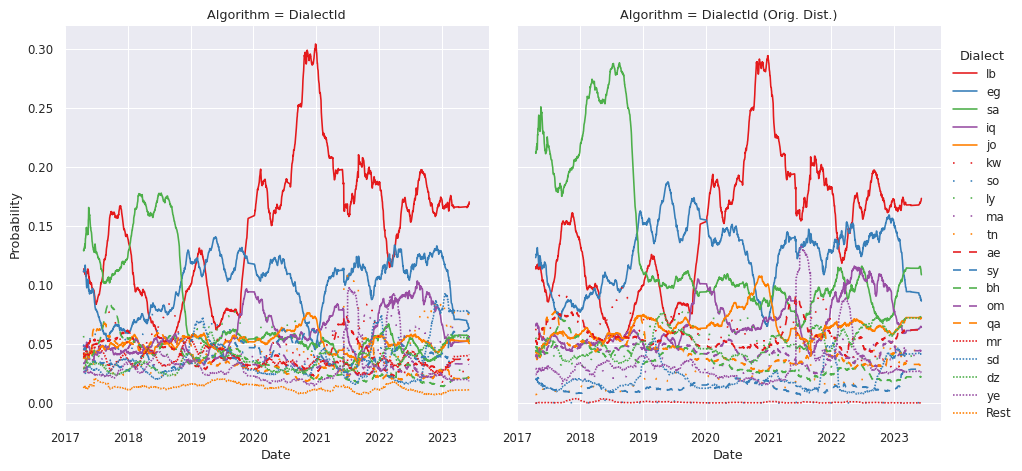 Algorithm = DialectId
Algorithm = DialectId (Orig. Dist.)
Probability
0.30
0.25
0.20
0.15
0.10
0.05
0.00
2017 2018 2019 2020 2021 2022 2023
Date
2017 2018 2019 2020 2021 2022 2023
Date
Dialect
lb
eg
sa
iq
jo
kw
so
ly
ma
tn
ae
sy
bh
om
qa
mr
sd
dz
ye
Rest